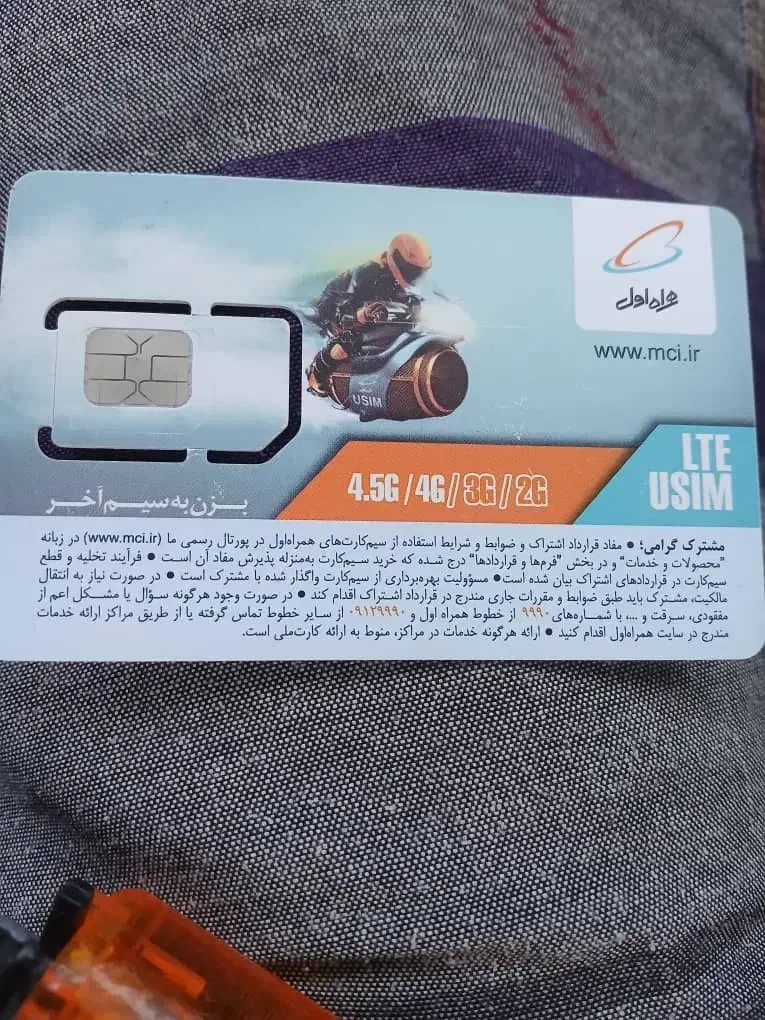 همراه اول
www.mci.ir
USIM
LTE
USIM
4.5G/4G/3G/2G
بزن به سیم آخر
مشترک گرامی؛ • مفاد قرارداد اشتراک و ضوابط و شرایط استفاده از سیم‌کارت‌های همراه‌اول در پورتال رسمی ما (www.mci.ir) در زبانه
"محصولات و خدمات" و در بخش "فرم‌ها و قراردادها" درج شده که خرید سیم‌کارت به‌منزله پذیرش مفاد آن است • فرآیند تخلیه و قطع
سیم‌کارت در قراردادهای اشتراک بیان شده است • مسؤولیت بهره‌برداری از سیم‌کارت واگذار شده با مشترک است • در صورت نیاز به انتقال
مالکیت، مشترک باید طبق ضوابط و مقررات جاری مندرج در قرارداد اشتراک اقدام کند • در صورت وجود هرگونه سؤال یا مشکل اعم از
مفقودی، سرقت و ...، با شماره‌های ۹۹۹۰ از خطوط همراه اول و ۰۹۱۲۹۹۹۰ از سایر خطوط تماس گرفته یا از طریق مراکز ارائه خدمات
مندرج در سایت همراه‌اول اقدام کنید • ارائه هرگونه خدمات در مراکز، منوط به ارائه کارت‌ملی است.